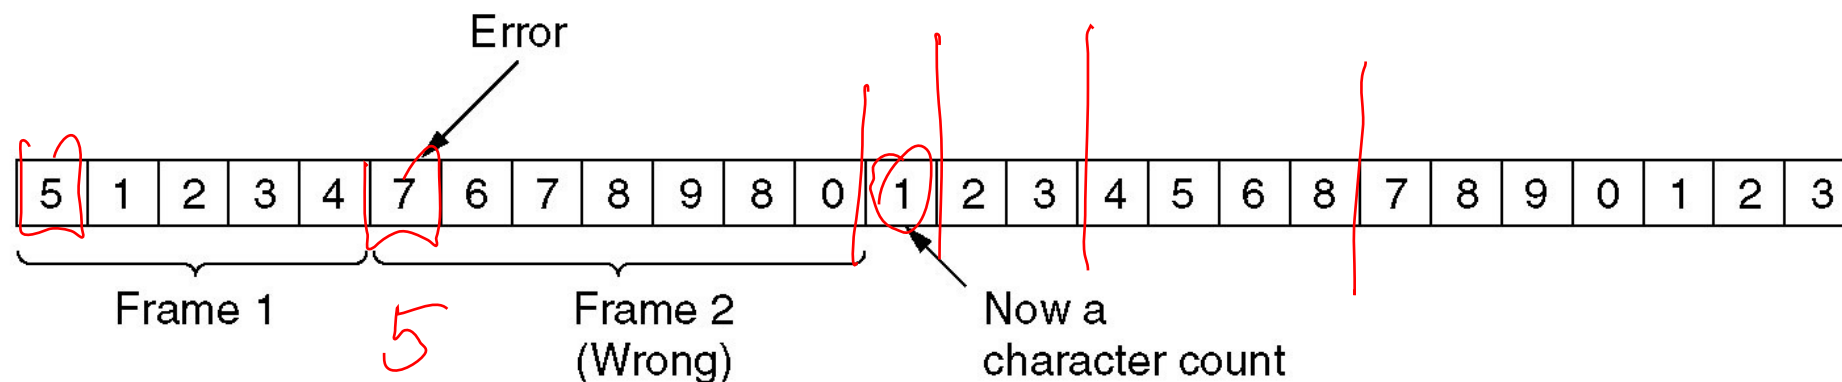 Error
5 1 2 3 4 7 6 7 8 9 8 0 1 2 3 4 5 6 8 7 8 9 0 1 2 3
Frame 1
5
Frame 2
(Wrong)
Now a
character count